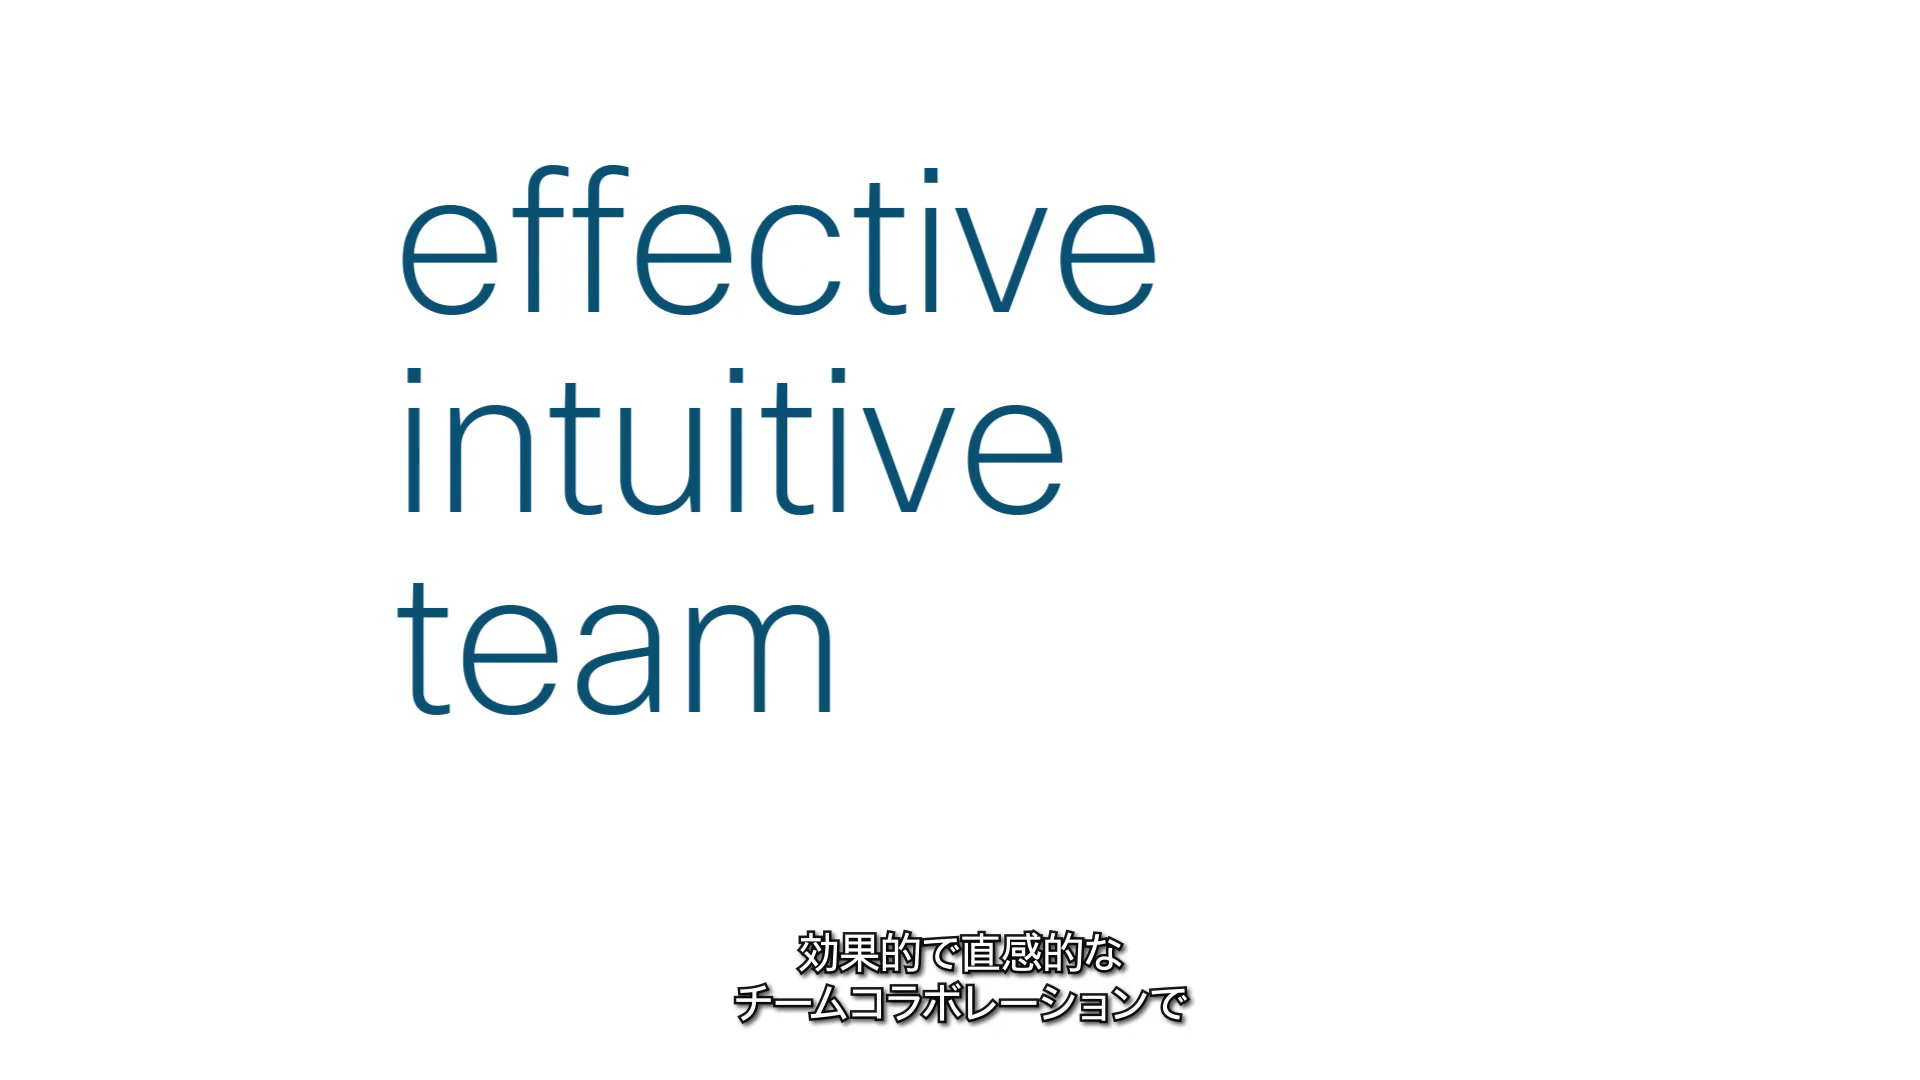 effective
intuitive
team
効果的で直感的な
チームコラボレーションで